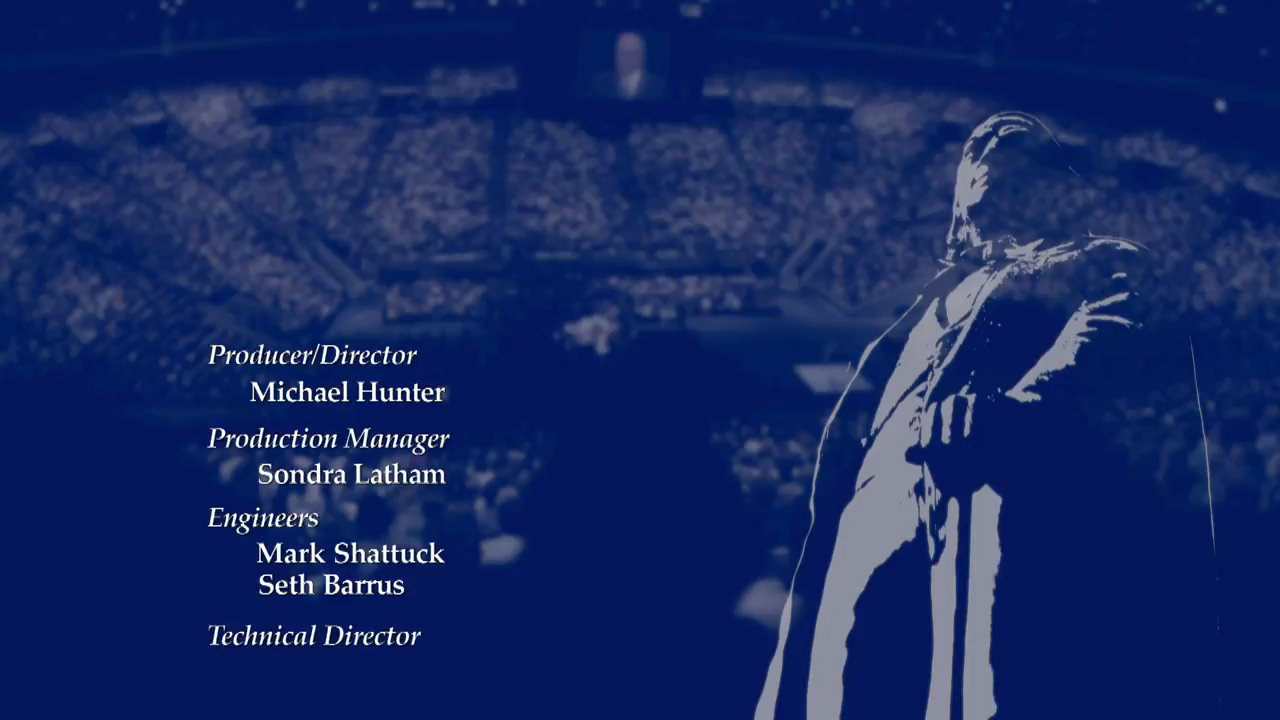 Producer/Director
Michael Hunter
Production Manager
Sondra Latham
Engineers
Mark Shattuck
Seth Barrus
Technical Director